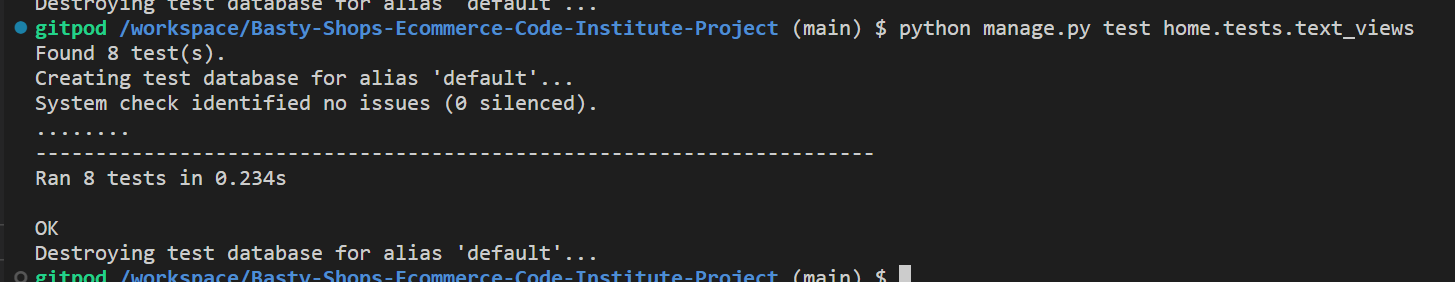 Destroying test database for alias 'default'...
gitpod /workspace/Basty-Shops-Ecommerce-Code-Institute-Project (main) $ python manage.py test home.tests.text_views
Found 8 test(s).
Creating test database for alias 'default'...
System check identified no issues (0 silenced).
........
----------------------------------------------------------------------
Ran 8 tests in 0.234s
OK
Destroying test database for alias 'default'...
gitpod /workspace/Basty-Shops-Ecommerce-Code-Institute-Project (main) $